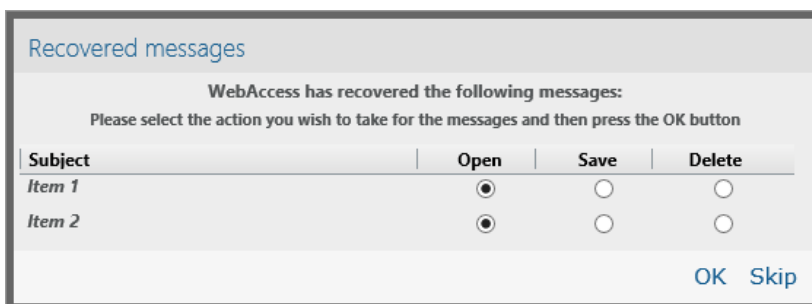 Recovered messages
WebAccess has recovered the following messages:
Please select the action you wish to take for the messages and then press the OK button
Subject Open Save Delete
Item 1
Item 2
OK Skip